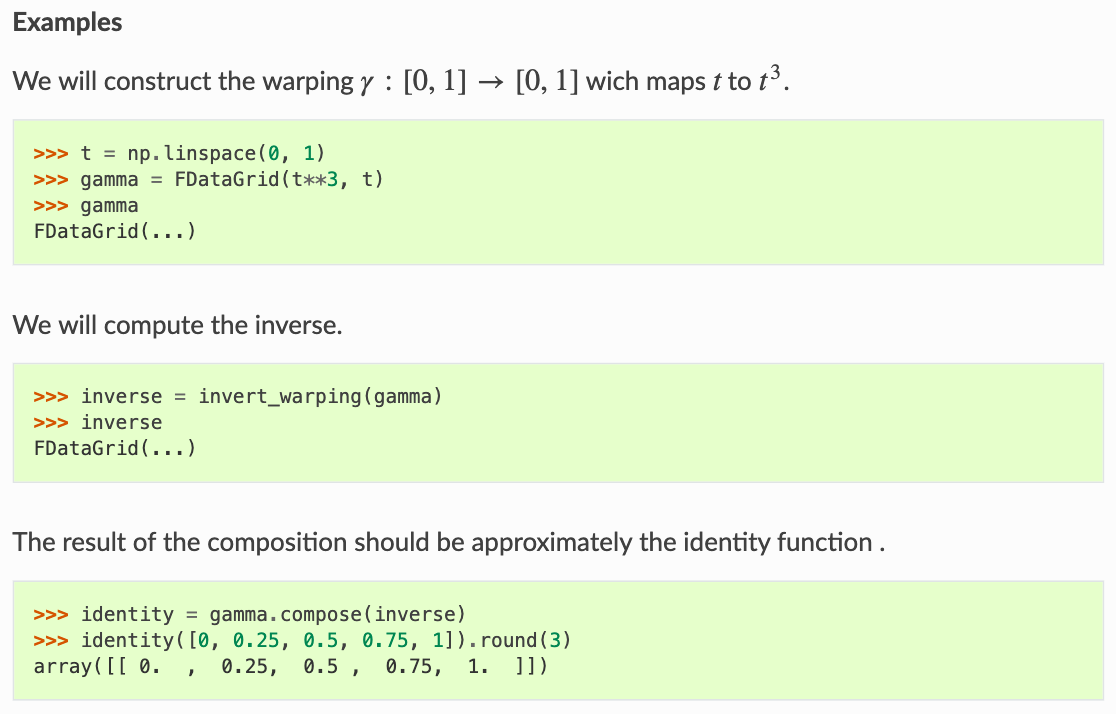 Examples
We will construct the warping γ : [0, 1] → [0, 1] wich maps t to t³.
>>> t = np.linspace(0, 1)
>>> gamma = FDataGrid(t**3, t)
>>> gamma
FDataGrid(...)
We will compute the inverse.
>>> inverse = invert_warping(gamma)
>>> inverse
FDataGrid(...)
The result of the composition should be approximately the identity function .
>>> identity = gamma.compose(inverse)
>>> identity([0, 0.25, 0.5, 0.75, 1]).round(3)
array([[ 0.  ,  0.25,  0.5 ,  0.75,  1.  ]])